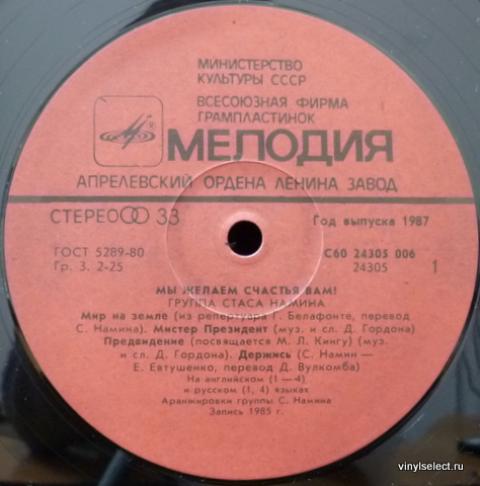 МИНИСТЕРСТВО
КУЛЬТУРЫ СССР
ВСЕСОЮЗНАЯ ФИРМА
ГРАМПЛАСТИНОК
МЕЛОДИЯ
АПРЕЛЕВСКИЙ ОРДЕНА ЛЕНИНА ЗАВОД
СТЕРЕО 33
Год выпуска 1987
ГОСТ 5289-80
С60 24305 006
Гр. 3. 2-25
24305
1
МЫ ЖЕЛАЕМ СЧАСТЬЯ ВАМ!
ГРУППА СТАСА НАМИНА
Мир на земле (из репертуара Г. Белафонте, перевод
С. Намина). Мистер Президент (муз. и сл. Д. Гордона)
Предвидение (посвящается М. Л. Кингу) (муз.
и сл. Д. Гордона). Держись (С. Намин —
Е. Евтушенко, перевод Д. Вулкомба)
На английском (1—4)
и русском (1, 4) языках
Аранжировки группы С. Намина
Запись 1985 г.
vinylselect.ru